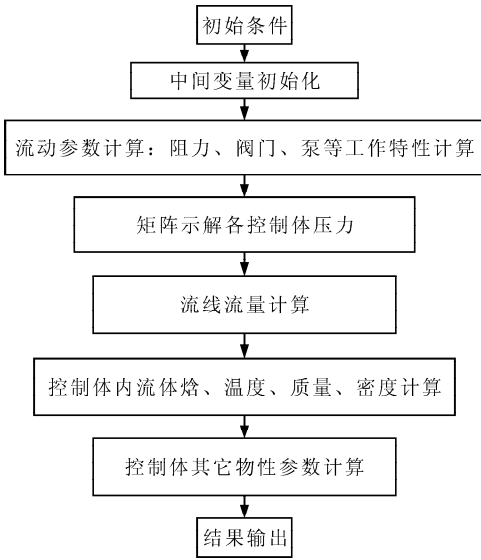 初始条件
中间变量初始化
流动参数计算：阻力、阀门、泵等工作特性计算
矩阵示解各控制体压力
流线流量计算
控制体内流体焓、温度、质量、密度计算
控制体其它物性参数计算
结果输出